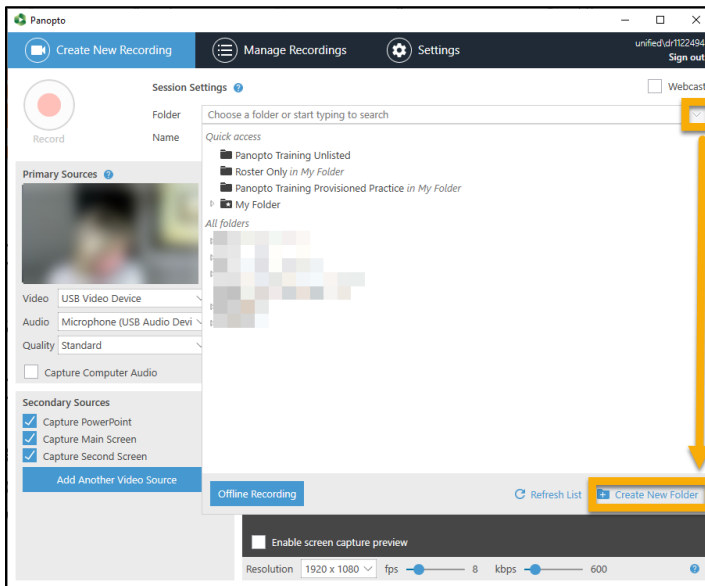 Panopto
Create New Recording
Manage Recordings
Settings
unified\dr1122494
Sign out
Record
Session Settings
Webcast
Folder
Choose a folder or start typing to search
Name
Quick access
Panopto Training Unlisted
Roster Only in My Folder
Panopto Training Provisioned Practice in My Folder
My Folder
All folders
Primary Sources
Video USB Video Device
Audio Microphone (USB Audio Devi
Quality Standard
Capture Computer Audio
Secondary Sources
Capture PowerPoint
Capture Main Screen
Capture Second Screen
Add Another Video Source
Offline Recording
Refresh List
Create New Folder
Enable screen capture preview
Resolution 1920 x 1080 fps 8 kbps 600